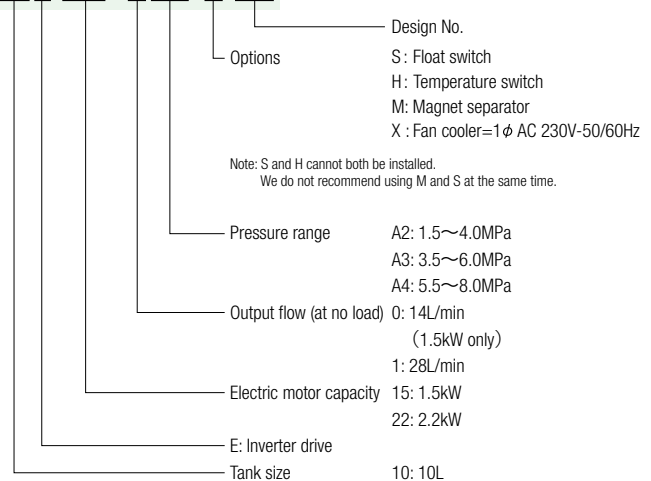 Design No.
Options S : Float switch
H : Temperature switch
M: Magnet separator
X : Fan cooler=1φ AC 230V-50/60Hz
Note: S and H cannot both be installed.
We do not recommend using M and S at the same time.
Pressure range A2: 1.5～4.0MPa
A3: 3.5～6.0MPa
A4: 5.5～8.0MPa
Output flow (at no load) 0: 14L/min
（1.5kW only）
1: 28L/min
Electric motor capacity 15: 1.5kW
22: 2.2kW
E: Inverter drive
Tank size 10: 10L